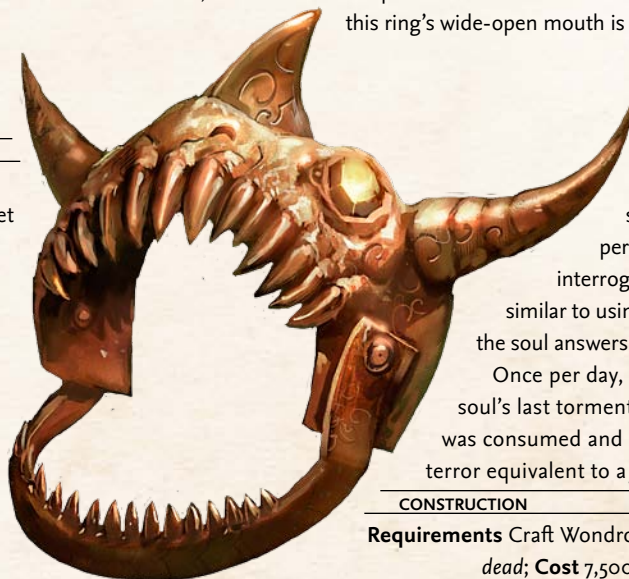 this ring's wide-open mouth is
et
s
per
interrog
similar to usin
the soul answers
Once per day,
soul's last torment
was consumed and
terror equivalent to a
CONSTRUCTION
Requirements Craft Wondro
dead; Cost 7,500